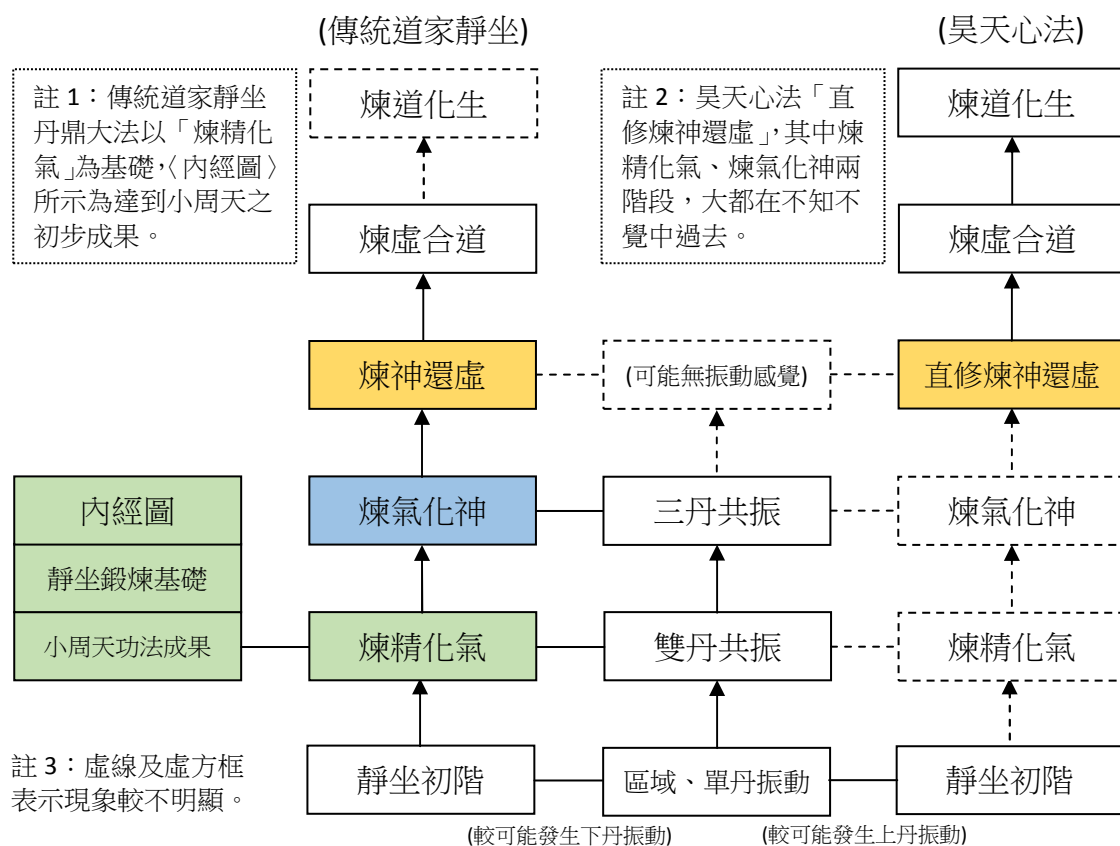 (傳統道家靜坐)
(昊天心法)
註 1：傳統道家靜坐
丹鼎大法以「煉精化
氣」為基礎，〈內經圖〉
所示為達到小周天之
初步成果。
煉道化生
註 2：昊天心法「直
修煉神還虛」，其中煉
精化氣、煉氣化神兩
階段，大都在不知不
覺中過去。
煉道化生
煉虛合道
煉虛合道
煉神還虛
(可能無振動感覺)
直修煉神還虛
內經圖
煉氣化神
三丹共振
煉氣化神
靜坐鍛煉基礎
小周天功法成果
煉精化氣
雙丹共振
煉精化氣
註 3：虛線及虛方框
表示現象較不明顯。
靜坐初階
區域、單丹振動
靜坐初階
(較可能發生下丹振動)
(較可能發生上丹振動)